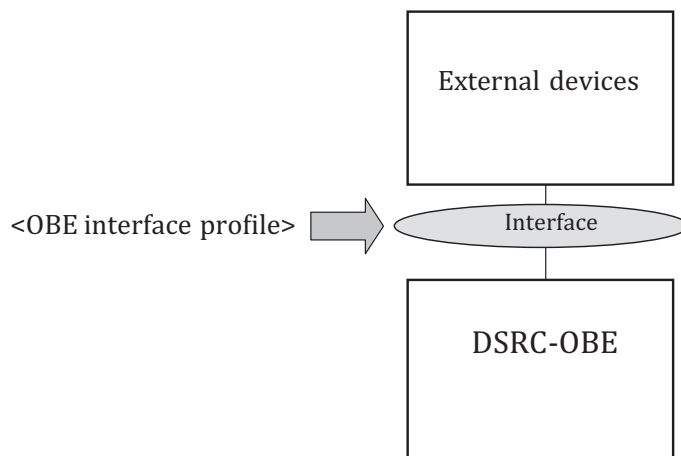 External devices
<OBE interface profile>
Interface
DSRC-OBE